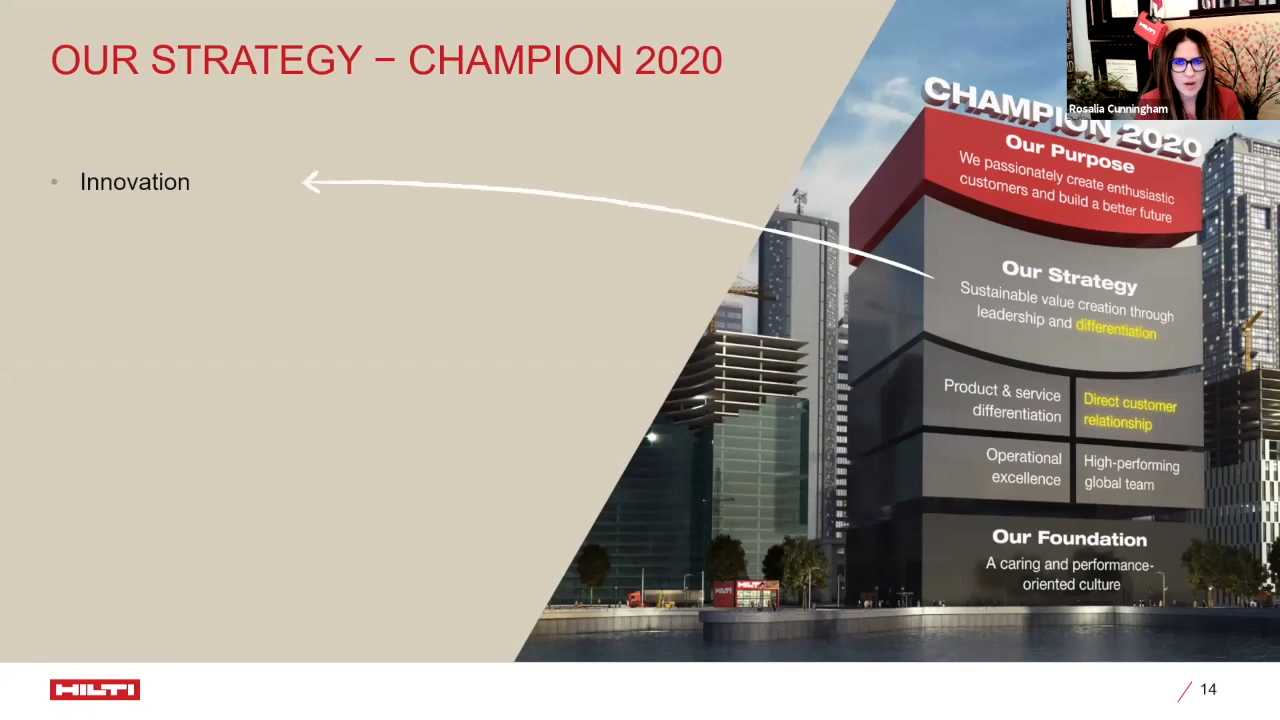 OUR STRATEGY – CHAMPION 2020
Rosalia Cunningham
Innovation
CHAMPION 2020
Our Purpose
We passionately create enthusiastic
customers and build a better future
Our Strategy
Sustainable value creation through
leadership and differentiation
Product & service
differentiation
Direct customer
relationship
Operational
excellence
High-performing
global team
Our Foundation
A caring and performance-
oriented culture
HILTI
HILTI
HILTI
14